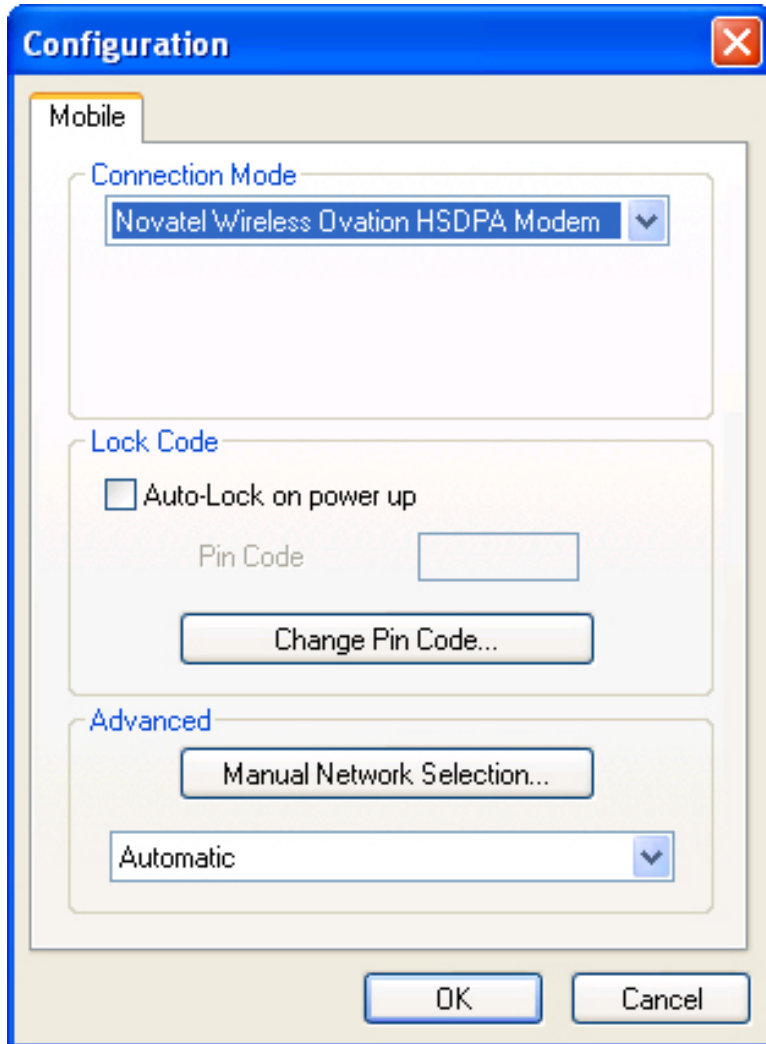 Configuration
Mobile
Connection Mode
Novatel Wireless Ovation HSDPA Modem
Lock Code
Auto-Lock on power up
Pin Code
Change Pin Code...
Advanced
Manual Network Selection...
Automatic
OK Cancel